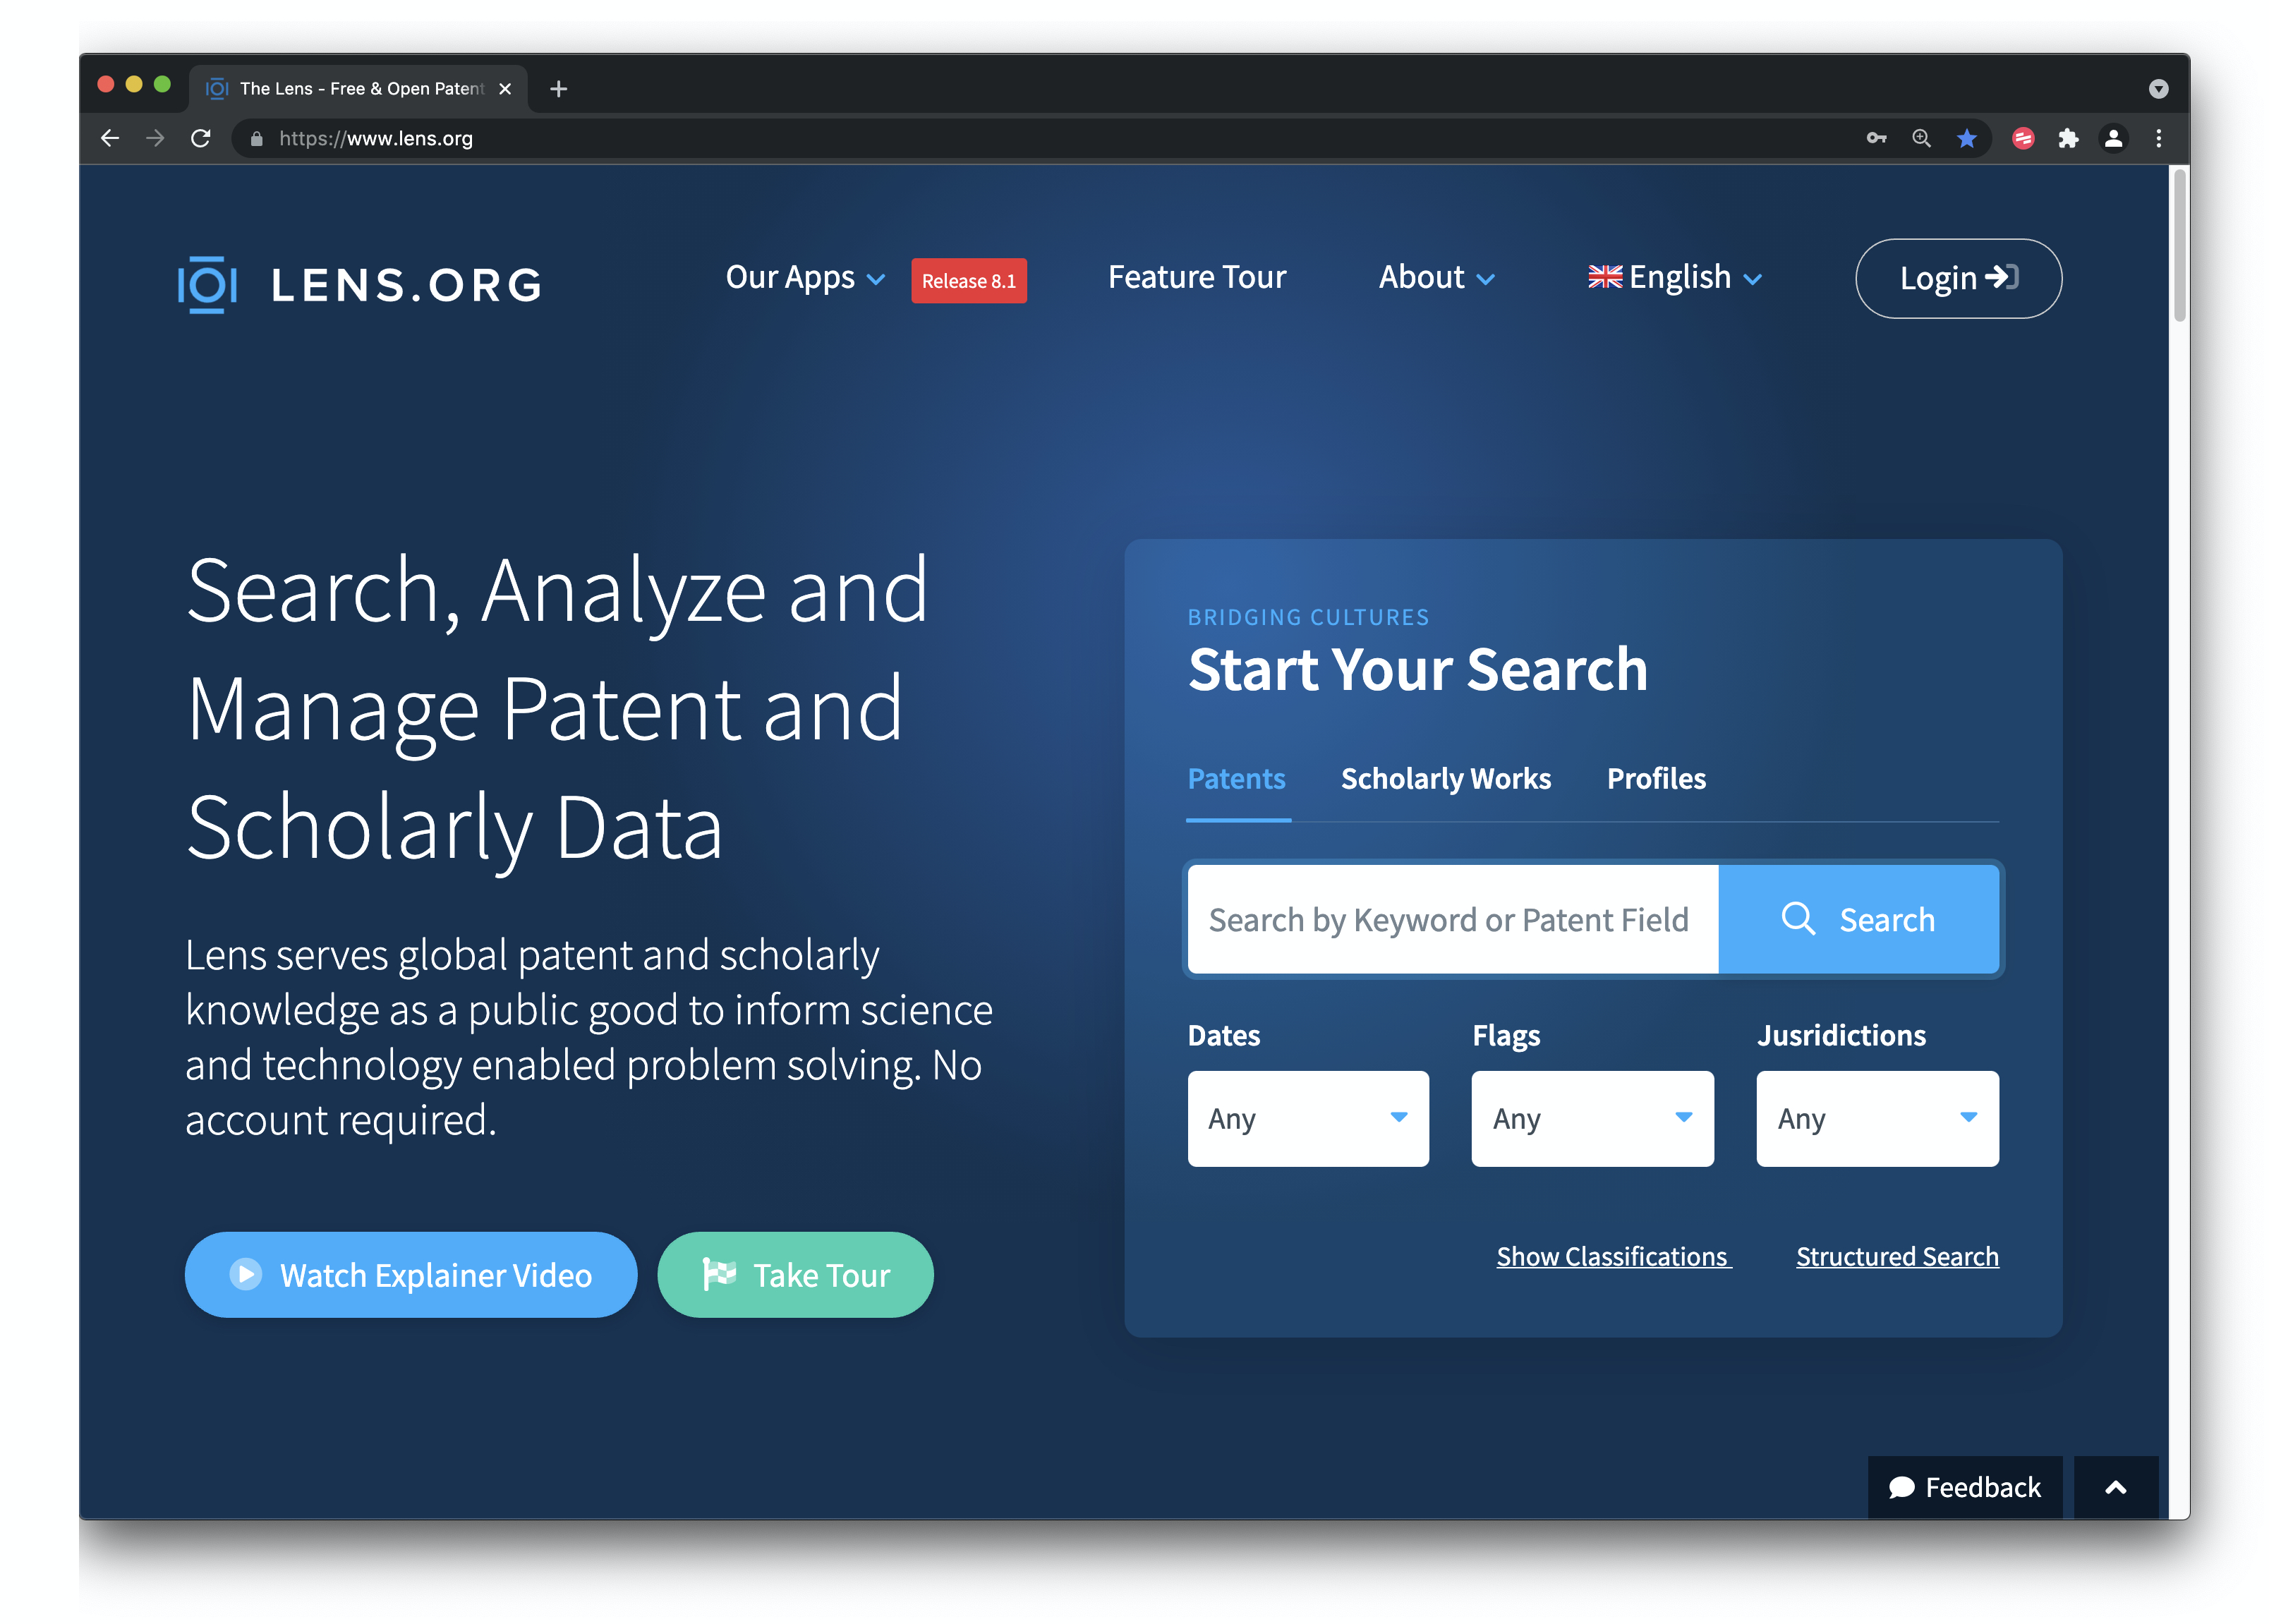 The Lens - Free & Open Patent
https://www.lens.org
LENS.ORG
Our Apps
Release 8.1
Feature Tour
About
English
Login
Search, Analyze and
Manage Patent and
Scholarly Data
Lens serves global patent and scholarly
knowledge as a public good to inform science
and technology enabled problem solving. No
account required.
Watch Explainer Video
Take Tour
BRIDGING CULTURES
Start Your Search
Patents
Scholarly Works
Profiles
Search by Keyword or Patent Field
Search
Dates
Flags
Jusridictions
Any
Any
Any
Show Classifications
Structured Search
Feedback